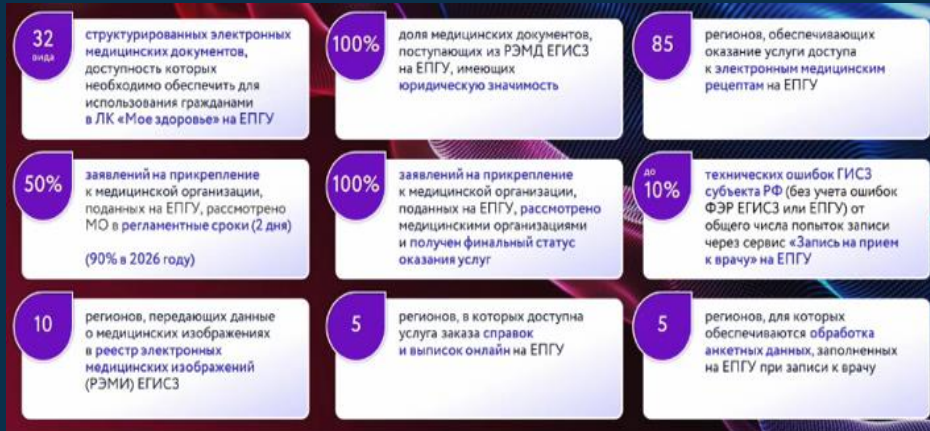 32
вида
структурированных электронных
медицинских документов,
доступность которых
необходимо обеспечить для
использования гражданами
в ЛК «Мое здоровье» на ЕПГУ
100%
доля медицинских документов,
поступающих из РЭМД ЕГИСЗ
на ЕПГУ, имеющих
юридическую значимость
85
регионов, обеспечивающих
оказание услуги доступа
к электронным медицинским
рецептам на ЕПГУ
50%
заявлений на прикрепление
к медицинской организации,
поданных на ЕПГУ, рассмотрено
МО в регламентные сроки (2 дня)
(90% в 2026 году)
100%
заявлений на прикрепление
к медицинской организации,
поданных на ЕПГУ, рассмотрено
медицинскими организациями
и получен финальный статус
оказания услуг
до
10%
технических ошибок ГИСЗ
субъекта РФ (без учета ошибок
ФЭР ЕГИСЗ или ЕПГУ) от
общего числа попыток записи
через сервис «Запись на прием
к врачу» на ЕПГУ
10
регионов, передающих данные
о медицинских изображениях
в реестр электронных
медицинских изображений
(РЭМИ) ЕГИСЗ
5
регионов, в которых доступна
услуга заказа справок
и выписок онлайн на ЕПГУ
5
регионов, для которых
обеспечиваются обработка
анкетных данных, заполненных
на ЕПГУ при записи к врачу